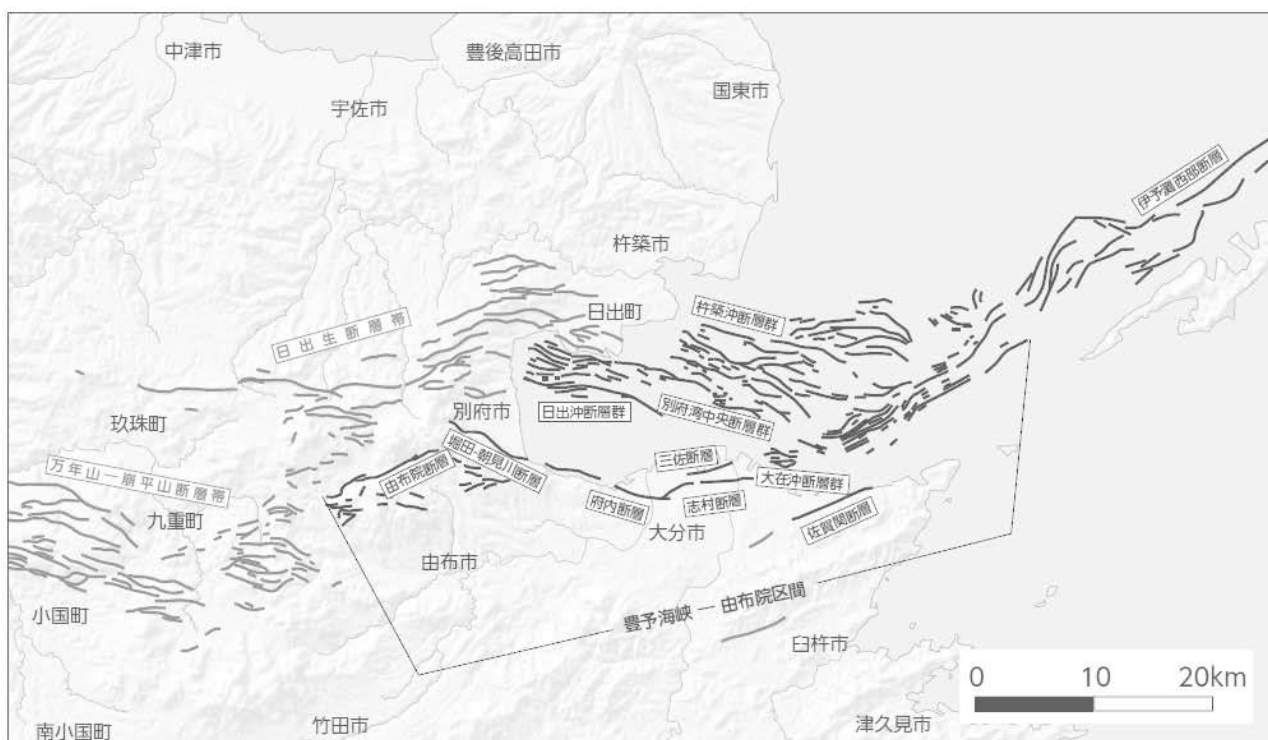 中津市
豊後高田市
国東市
宇佐市
伊予灘西部断層
杵築市
日出町
杵築沖断層群
日出生断層帯
玖珠町
別府市
日出沖断層群
別府湾中央断層群
堀田-朝見川断層
由布院断層
三佐断層
大在沖断層群
万年山ー崩平山断層帯
九重町
府内断層
志村断層
佐賀関断層
大分市
由布市
豊予海峡 ― 由布院区間
小国町
臼杵市
0 10 20km
南小国町
竹田市
津久見市